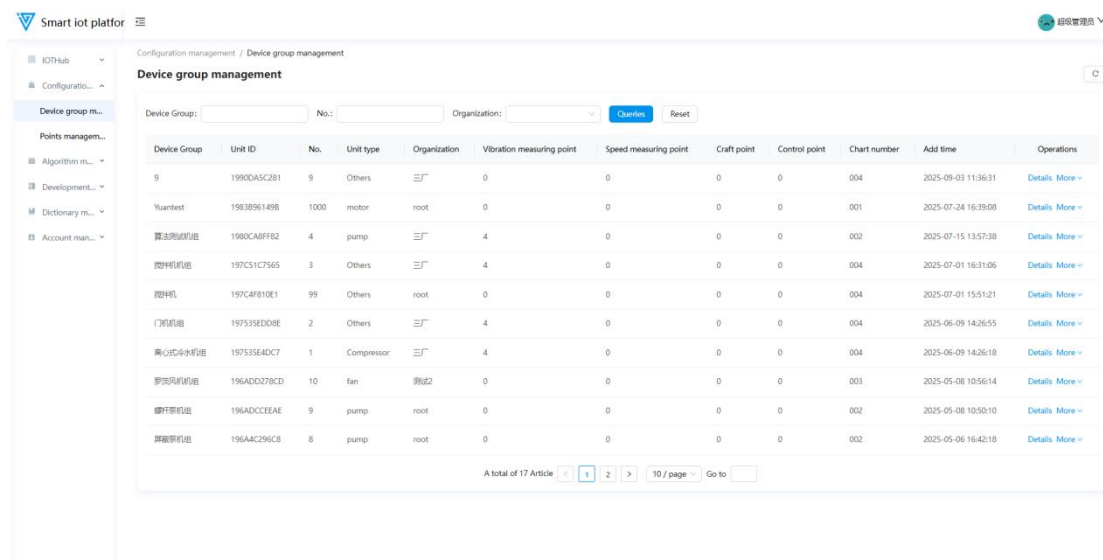 Smart iot platfor
超级管理员
IOTHub
Configuratio...
Device group m...
Points managem...
Algorithm m...
Development...
Dictionary m...
Account man...
Configuration management / Device group management
Device group management
Device Group: No.: Organization: Queries Reset
Device Group Unit ID No. Unit type Organization Vibration measuring point Speed measuring point Craft point Control point Chart number Add time Operations
9 1990DA5C281 9 Others 三厂 0 0 0 0 004 2025-09-03 11:36:31 Details More
Yuantest 1983B96149B 1000 motor root 0 0 0 0 001 2025-07-24 16:39:08 Details More
算法测试机组 1980CA8FF82 4 pump 三厂 4 0 0 0 002 2025-07-15 13:57:38 Details More
搅拌机机组 197C51C7565 3 Others 三厂 4 0 0 0 004 2025-07-01 16:31:06 Details More
搅拌机 197C4F810E1 99 Others root 0 0 0 0 004 2025-07-01 15:51:21 Details More
门机机组 197535EDD8E 2 Others 三厂 4 0 0 0 004 2025-06-09 14:26:55 Details More
离心式冷水机组 197535E4DC7 1 Compressor 三厂 4 0 0 0 004 2025-06-09 14:26:18 Details More
罗茨风机机组 196ADD278CD 10 fan 测试2 0 0 0 0 003 2025-05-08 10:56:14 Details More
螺杆泵机组 196ADCCEEAE 9 pump root 0 0 0 0 002 2025-05-08 10:50:10 Details More
屏蔽泵机组 196A4C296C8 8 pump root 0 0 0 0 002 2025-05-06 16:42:18 Details More
A total of 17 Article < 1 2 > 10 / page Go to